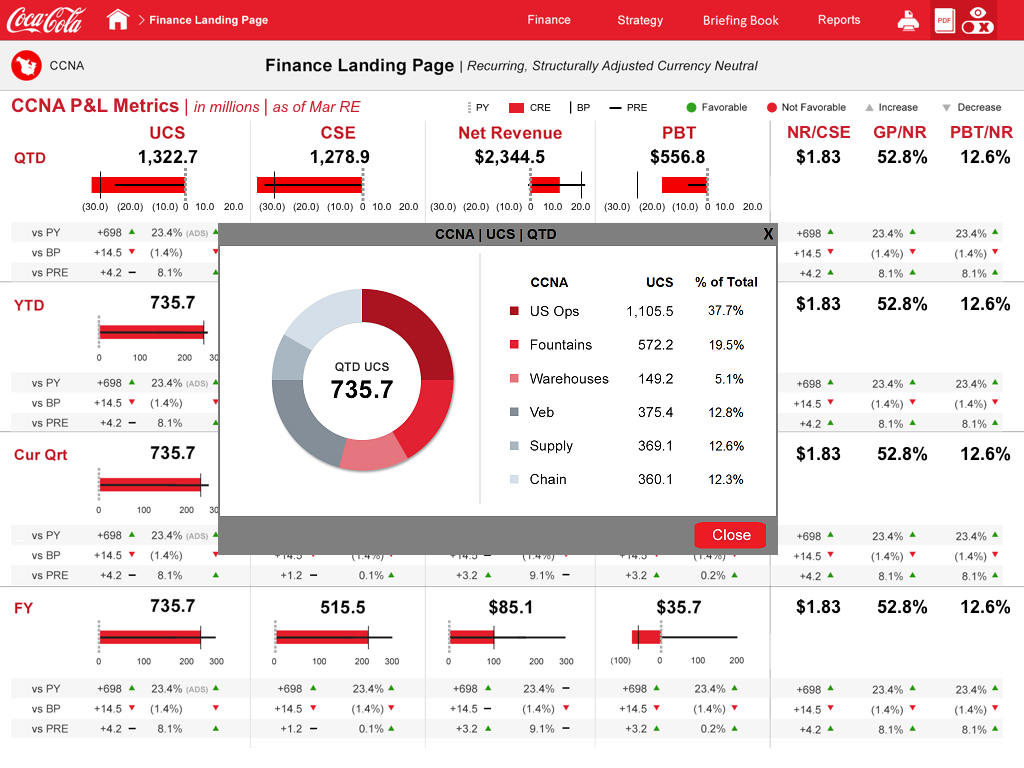 Coca-Cola > Finance Landing Page Finance Strategy Briefing Book Reports PDF X
CCNA Finance Landing Page | Recurring, Structurally Adjusted Currency Neutral
CCNA P&L Metrics | in millions | as of Mar RE PY CRE BP PRE Favorable Not Favorable Increase Decrease
UCS CSE Net Revenue PBT NR/CSE GP/NR PBT/NR
QTD 1,322.7 1,278.9 $2,344.5 $556.8 $1.83 52.8% 12.6%
(30.0) (20.0) (10.0) 0 10.0 20.0 (30.0) (20.0) (10.0) 0 10.0 20.0 (30.0) (20.0) (10.0) 0 10.0 20.0 (30.0) (20.0) (10.0) 0 10.0 20.0
vs PY +698 23.4% (ADS) +698 23.4% 23.4%
vs BP +14.5 (1.4%) +14.5 (1.4%) (1.4%)
vs PRE +4.2 8.1% +4.2 8.1% 8.1%
CCNA | UCS | QTD X
QTD UCS
735.7
CCNA UCS % of Total
US Ops 1,105.5 37.7%
Fountains 572.2 19.5%
Warehouses 149.2 5.1%
Veb 375.4 12.8%
Supply 369.1 12.6%
Chain 360.1 12.3%
Close
YTD 735.7 $1.83 52.8% 12.6%
0 100 200 30
vs PY +698 23.4% (ADS) +698 23.4% 23.4%
vs BP +14.5 (1.4%) +14.5 (1.4%) (1.4%)
vs PRE +4.2 8.1% +4.2 8.1% 8.1%
Cur Qrt 735.7 $1.83 52.8% 12.6%
0 100 200 30
vs PY +698 23.4% (ADS) +698 23.4% 23.4%
vs BP +14.5 (1.4%) +14.5 (1.4%) +14.5 (1.4%) +14.5 (1.4%) +14.5 (1.4%) (1.4%)
vs PRE +4.2 8.1% +1.2 0.1% +3.2 9.1% +3.2 0.2% +4.2 8.1% 8.1%
FY 735.7 515.5 $85.1 $35.7 $1.83 52.8% 12.6%
0 100 200 300 0 100 200 300 0 100 200 300 (100) 0 100 200
vs PY +698 23.4% (ADS) +698 23.4% +698 23.4% +698 23.4% +698 23.4% 23.4%
vs BP +14.5 (1.4%) +14.5 (1.4%) +14.5 (1.4%) +14.5 (1.4%) +14.5 (1.4%) (1.4%)
vs PRE +4.2 8.1% +1.2 0.1% +3.2 9.1% +3.2 0.2% +4.2 8.1% 8.1%